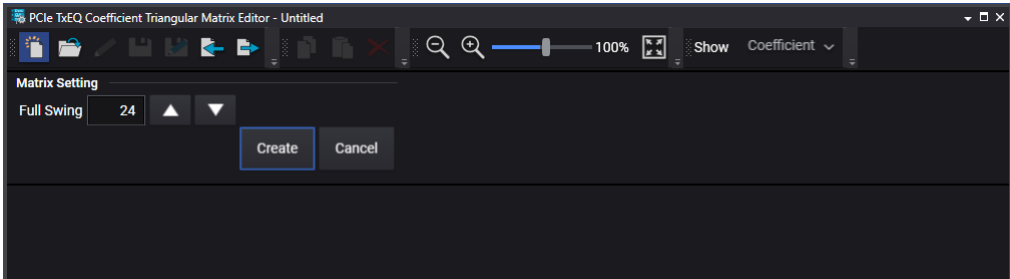 PCIe TxEQ Coefficient Triangular Matrix Editor - Untitled
100% Show Coefficient
Matrix Setting
Full Swing 24
Create Cancel